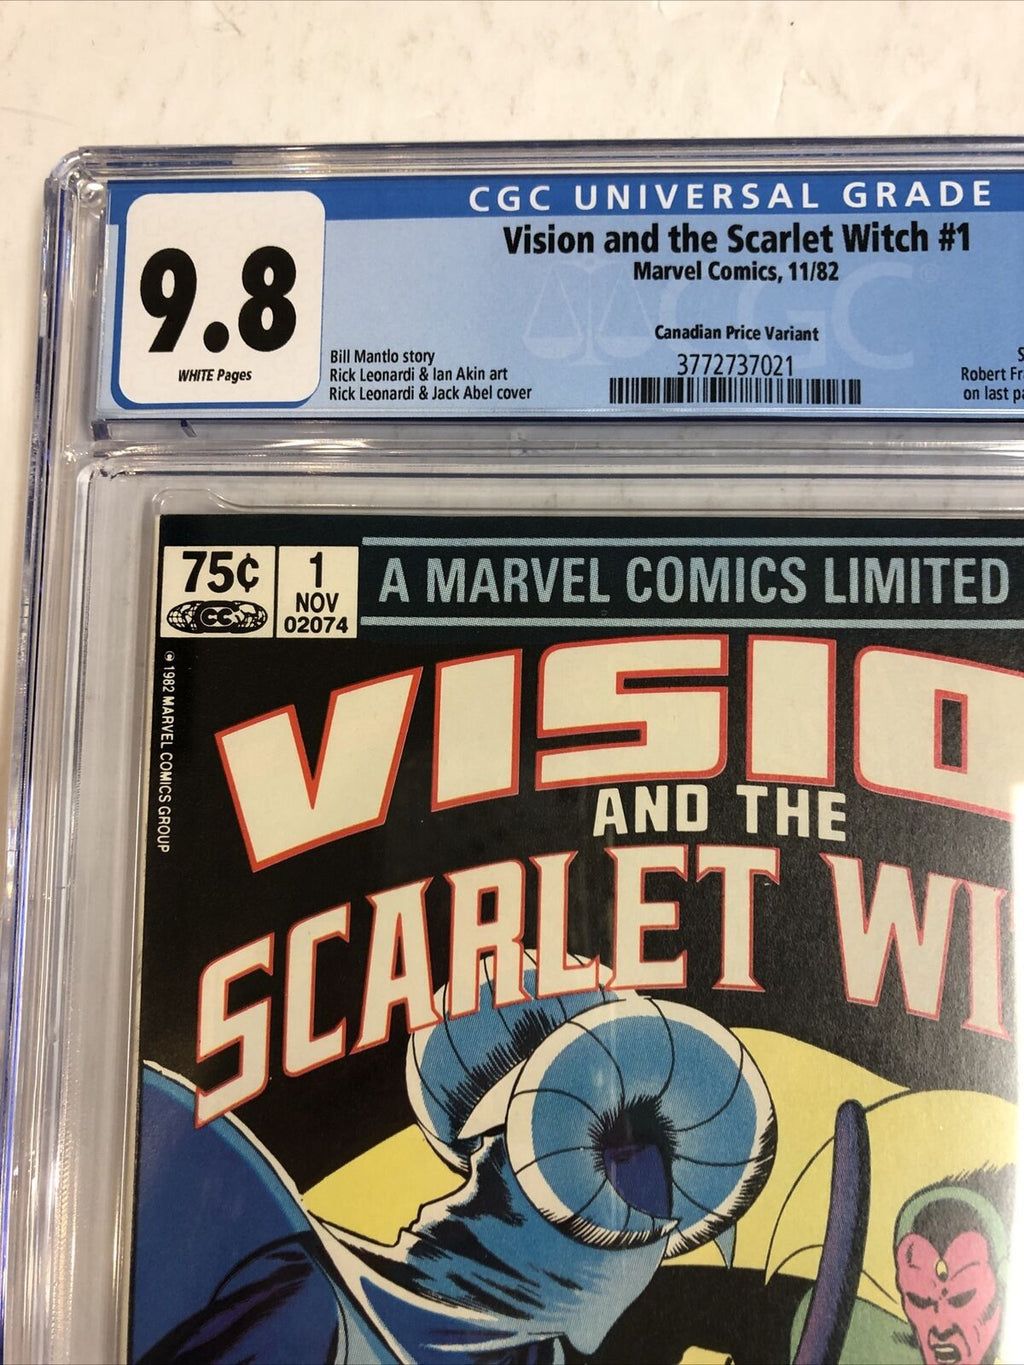 CGC UNIVERSAL GRADE
9.8
WHITE Pages
Vision and the Scarlet Witch #1
Marvel Comics, 11/82
Canadian Price Variant
3772737021
Bill Mantlo story
Rick Leonardi & Ian Akin art
Rick Leonardi & Jack Abel cover
S
Robert Fr
on last pa
CGC
75¢
CC
1
NOV
02074
A MARVEL COMICS LIMITED
© 1982 MARVEL COMICS GROUP
VISIO
AND THE
SCARLET WI